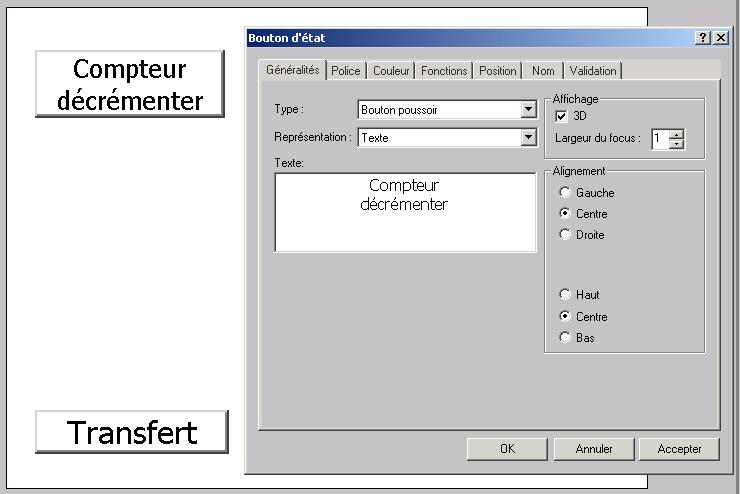 Compteur
décrémenter
Transfert
Bouton d'état
Généralités Police Couleur Fonctions Position Nom Validation
Type : Bouton poussoir
Représentation : Texte
Texte:
Compteur
décrémenter
Affichage
3D
Largeur du focus : 1
Alignement
Gauche
Centre
Droite
Haut
Centre
Bas
OK Annuler Accepter